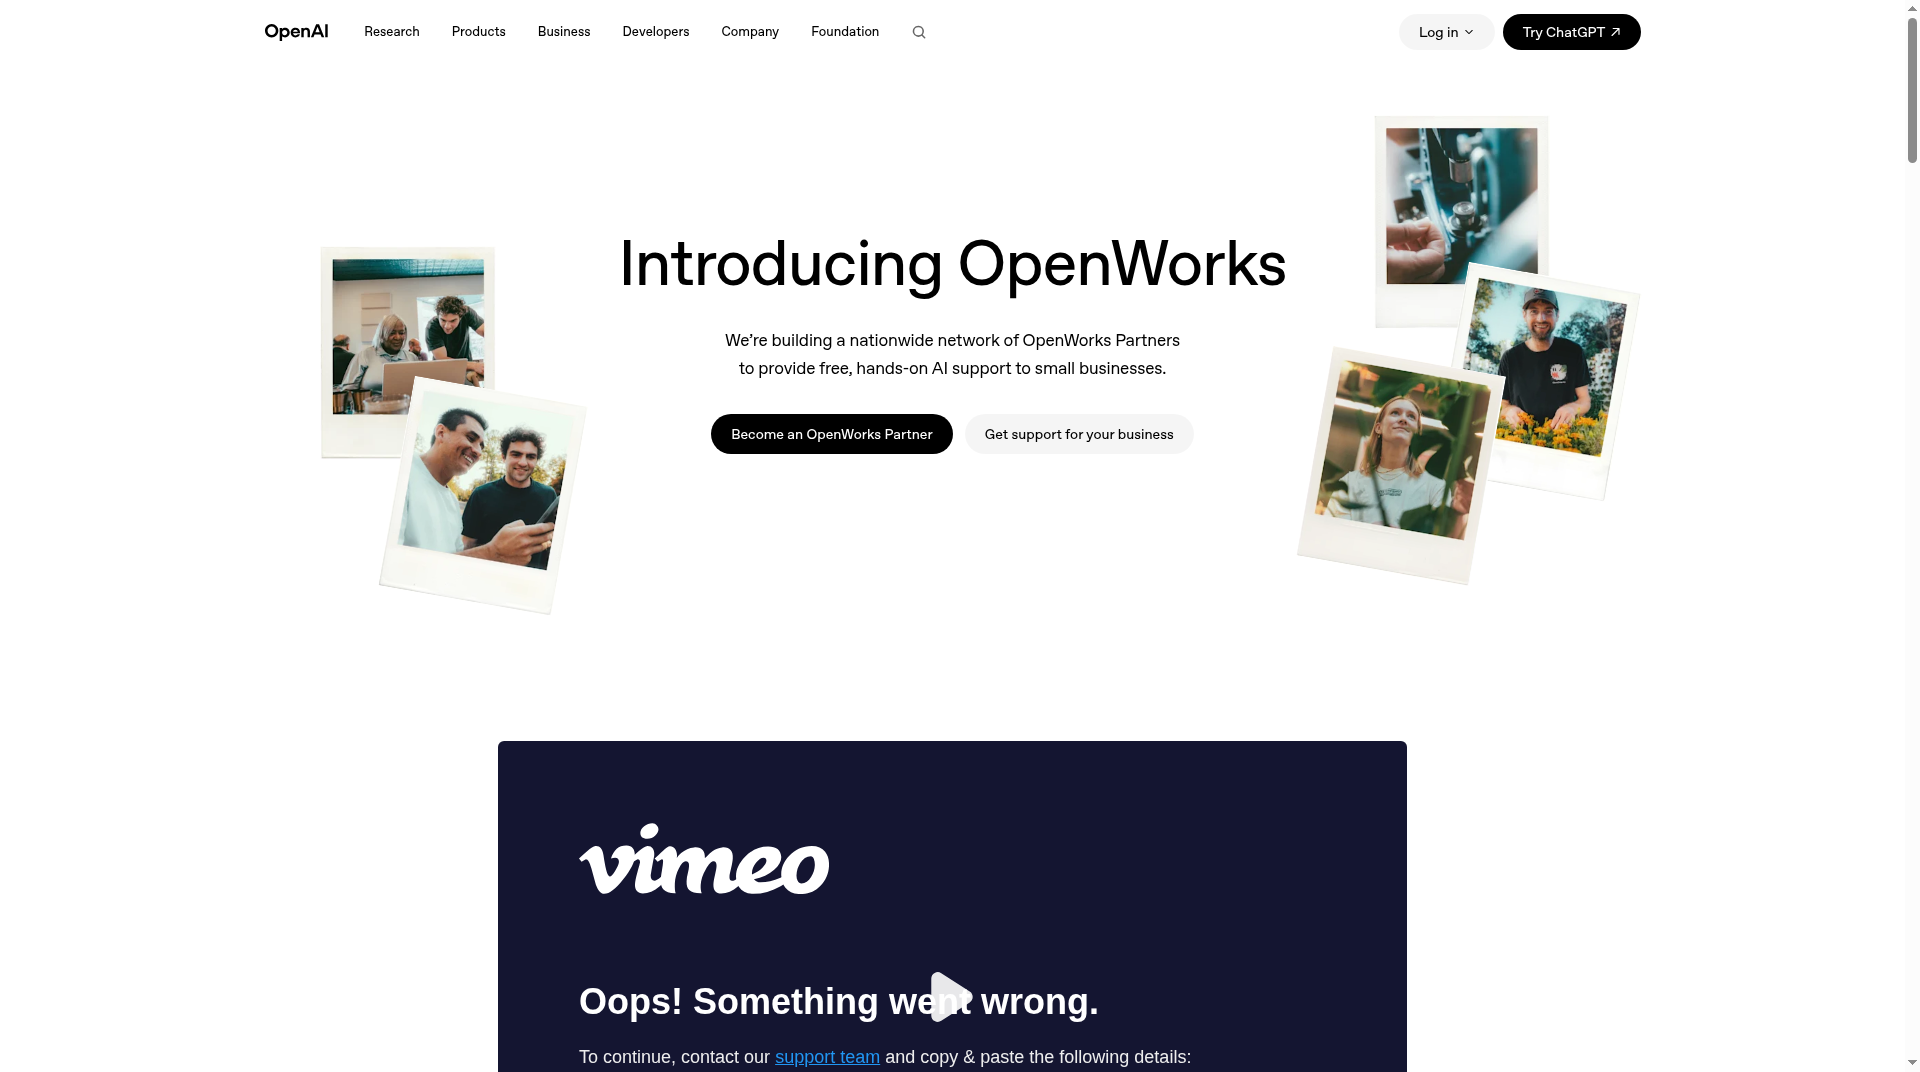 OpenAI
Research
Products
Business
Developers
Company
Foundation
Log in
Try ChatGPT
Introducing OpenWorks
We’re building a nationwide network of OpenWorks Partners
to provide free, hands-on AI support to small businesses.
Become an OpenWorks Partner
Get support for your business
vimeo
Oops! Something went wrong.
To continue, contact our support team and copy & paste the following details: